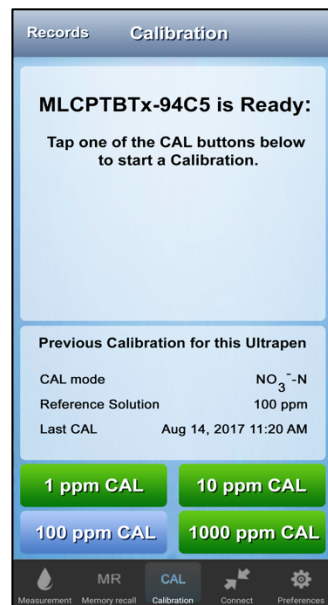 Records Calibration
MLCPTBTx-94C5 is Ready:
Tap one of the CAL buttons below
to start a Calibration.
Previous Calibration for this Ultrapen
CAL mode NO₃⁻-N
Reference Solution 100 ppm
Last CAL Aug 14, 2017 11:20 AM
1 ppm CAL 10 ppm CAL
100 ppm CAL 1000 ppm CAL
MR CAL
Measurement Memory recall Calibration Connect Preferences